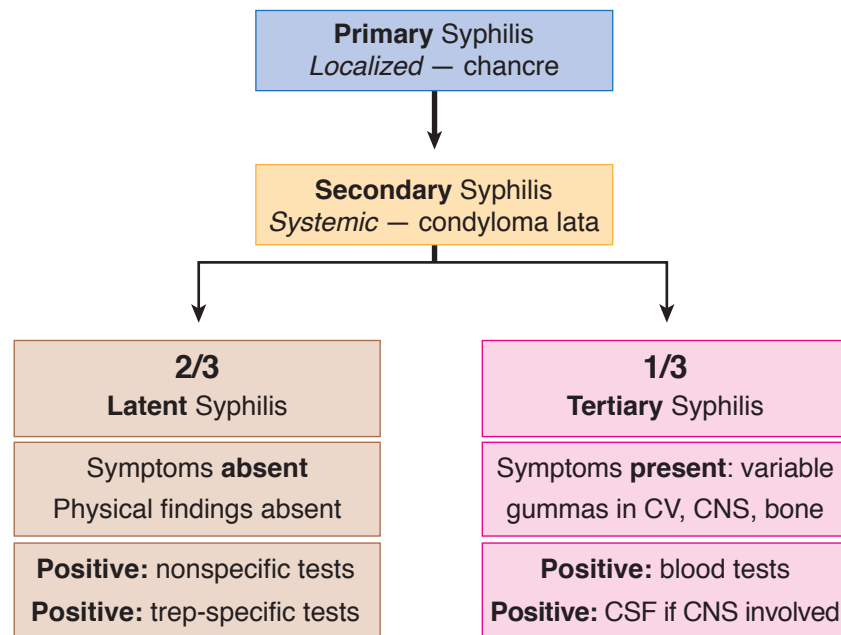 Primary Syphilis
Localized — chancre
Secondary Syphilis
Systemic — condyloma lata
2/3
Latent Syphilis
Symptoms absent
Physical findings absent
Positive: nonspecific tests
Positive: trep-specific tests
1/3
Tertiary Syphilis
Symptoms present: variable
gummas in CV, CNS, bone
Positive: blood tests
Positive: CSF if CNS involved